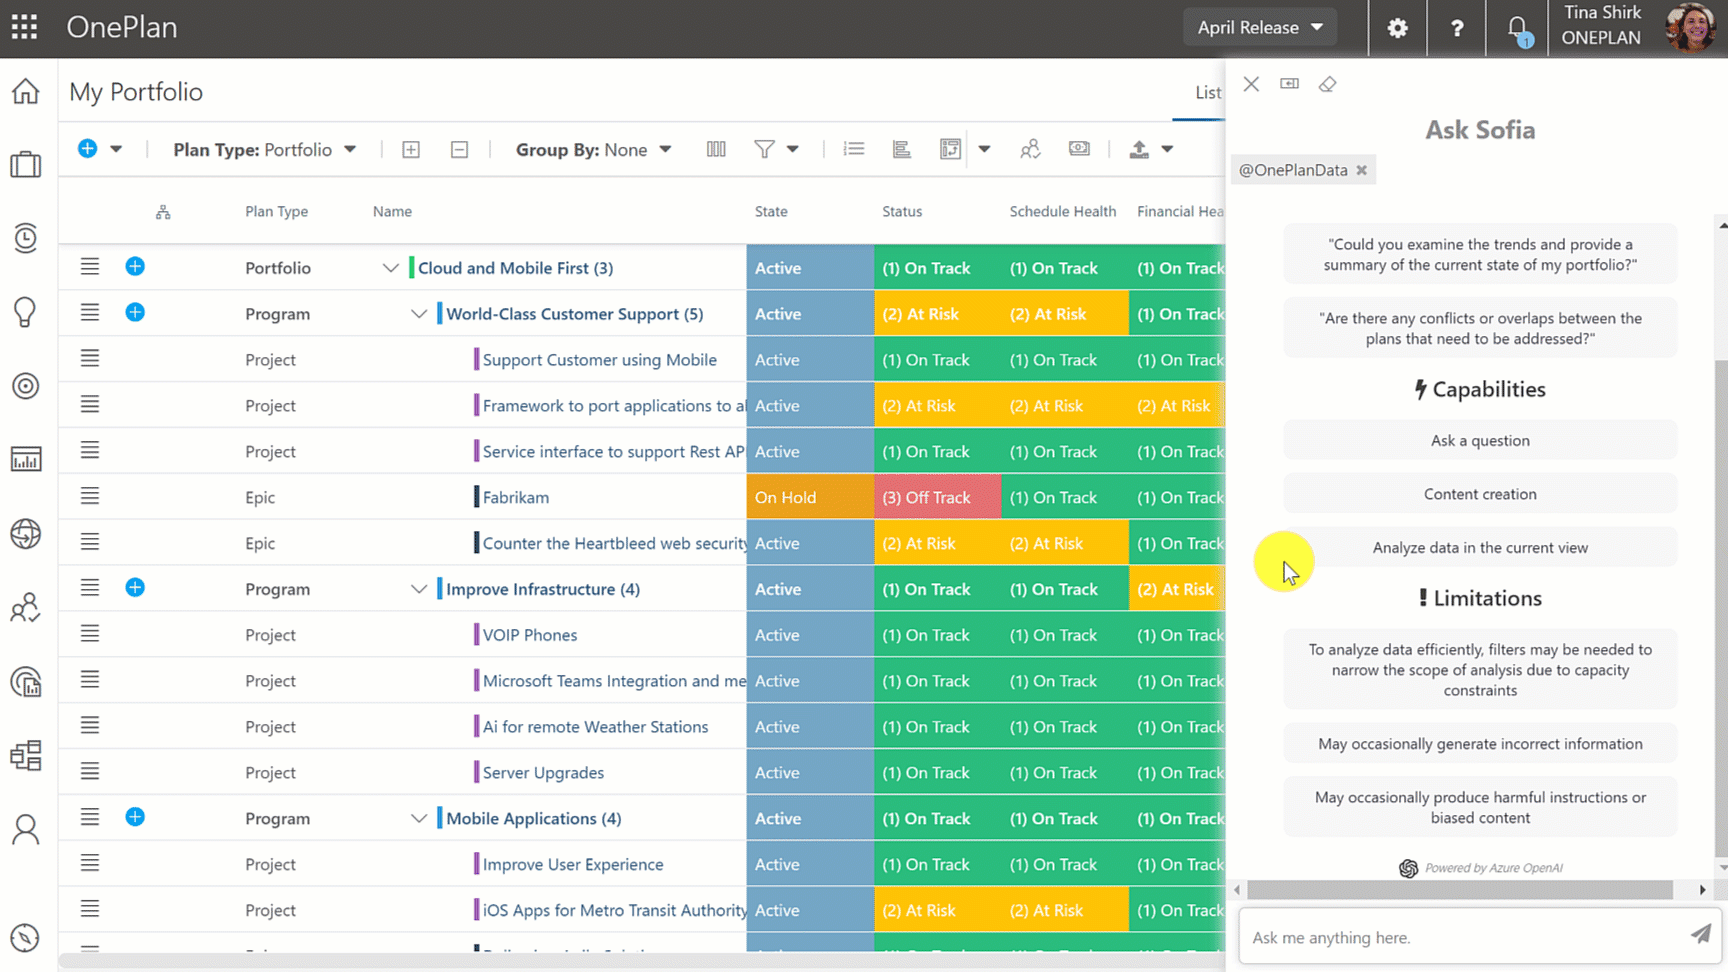 OnePlan
April Release
?
1
Tina Shirk
ONEPLAN
My Portfolio
List
Plan Type: Portfolio
Group By: None
Plan Type Name State Status Schedule Health Financial Hea
Portfolio Cloud and Mobile First (3) Active (1) On Track (1) On Track (1) On Track
Program World-Class Customer Support (5) Active (2) At Risk (2) At Risk (1) On Track
Project Support Customer using Mobile Active (1) On Track (1) On Track (1) On Track
Project Framework to port applications to al Active (2) At Risk (2) At Risk (2) At Risk
Project Service interface to support Rest API Active (1) On Track (1) On Track (1) On Track
Epic Fabrikam On Hold (3) Off Track (1) On Track (1) On Track
Epic Counter the Heartbleed web security Active (2) At Risk (2) At Risk (1) On Track
Program Improve Infrastructure (4) Active (1) On Track (1) On Track (2) At Risk
Project VOIP Phones Active (1) On Track (1) On Track (1) On Track
Project Microsoft Teams Integration and me Active (1) On Track (1) On Track (1) On Track
Project Ai for remote Weather Stations Active (1) On Track (1) On Track (1) On Track
Project Server Upgrades Active (1) On Track (1) On Track (1) On Track
Program Mobile Applications (4) Active (1) On Track (1) On Track (1) On Track
Project Improve User Experience Active (1) On Track (1) On Track (1) On Track
Project iOS Apps for Metro Transit Authority Active (2) At Risk (2) At Risk (1) On Track
Ask Sofia
@OnePlanData
"Could you examine the trends and provide a
summary of the current state of my portfolio?"
"Are there any conflicts or overlaps between the
plans that need to be addressed?"
Capabilities
Ask a question
Content creation
Analyze data in the current view
Limitations
To analyze data efficiently, filters may be needed to
narrow the scope of analysis due to capacity
constraints
May occasionally generate incorrect information
May occasionally produce harmful instructions or
biased content
Powered by Azure OpenAI
Ask me anything here.